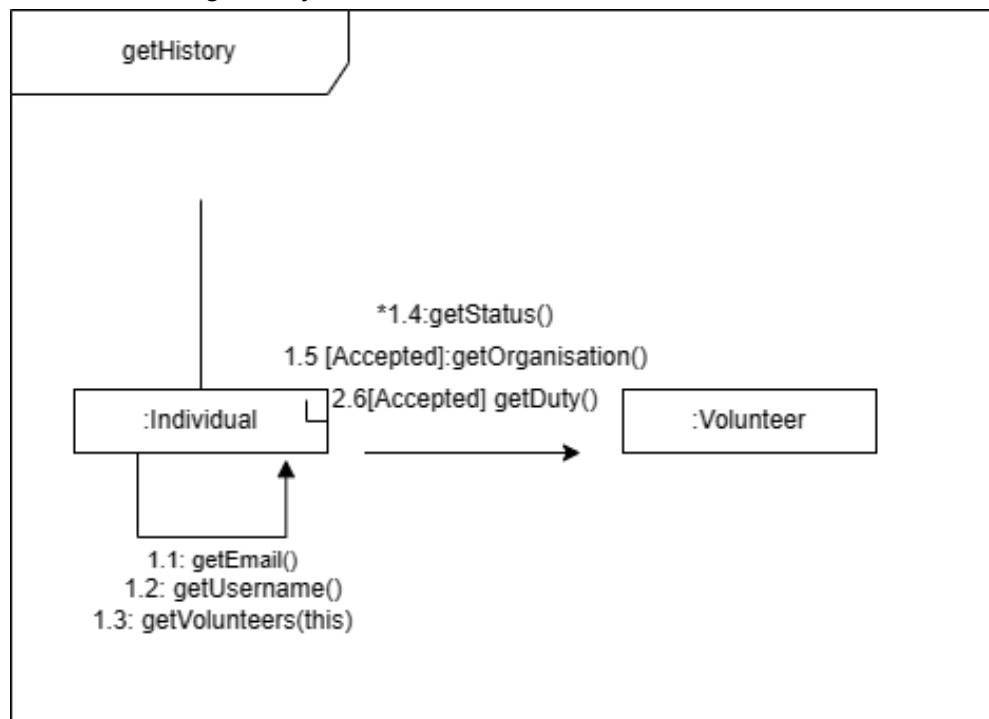 getHistory
*1.4:getStatus()
1.5 [Accepted]:getOrganisation()
2.6[Accepted] getDuty()
:Individual
:Volunteer
1.1: getEmail()
1.2: getUsername()
1.3: getVolunteers(this)